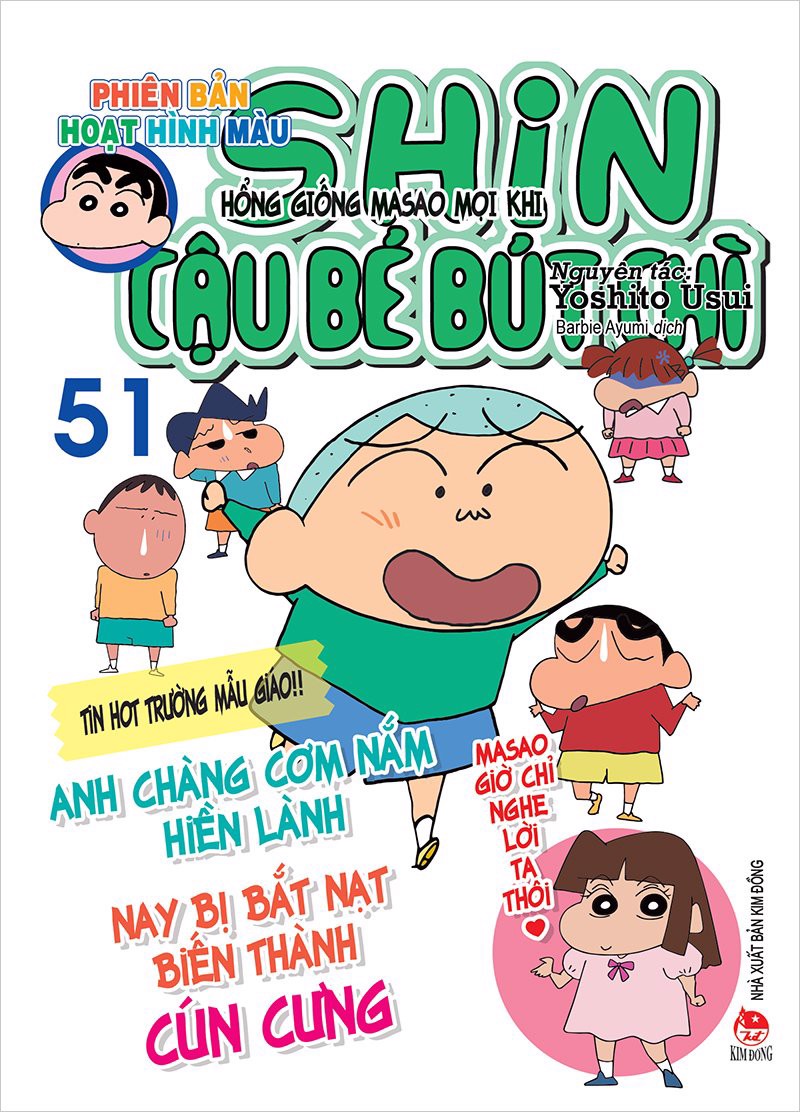 PHIÊN BẢN
HOẠT HÌNH MÀU
SHIN
HỔNG GIỐNG MASAO MỌI KHI
CẬU BÉ BÚT CHÌ
Nguyên tác:
Yoshito Usui
Barbie Ayumi dịch
51
TIN HOT TRƯỜNG MẪU GIÁO!!
ANH CHÀNG CƠM NẮM
HIỀN LÀNH
NAY BỊ BẮT NẠT
BIẾN THÀNH
CÚN CƯNG
MASAO
GIỜ CHỈ
NGHE
LỜI
TA
THÔI
NHÀ XUẤT BẢN KIM ĐỒNG
KIM ĐỒNG